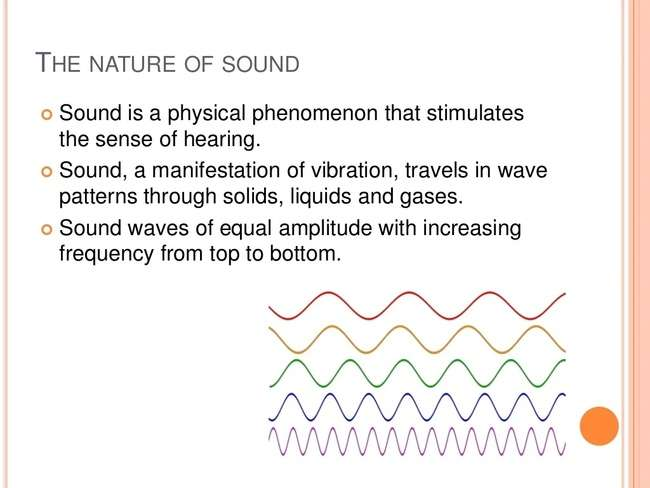 THE NATURE OF SOUND
Sound is a physical phenomenon that stimulates
the sense of hearing.
Sound, a manifestation of vibration, travels in wave
patterns through solids, liquids and gases.
Sound waves of equal amplitude with increasing
frequency from top to bottom.